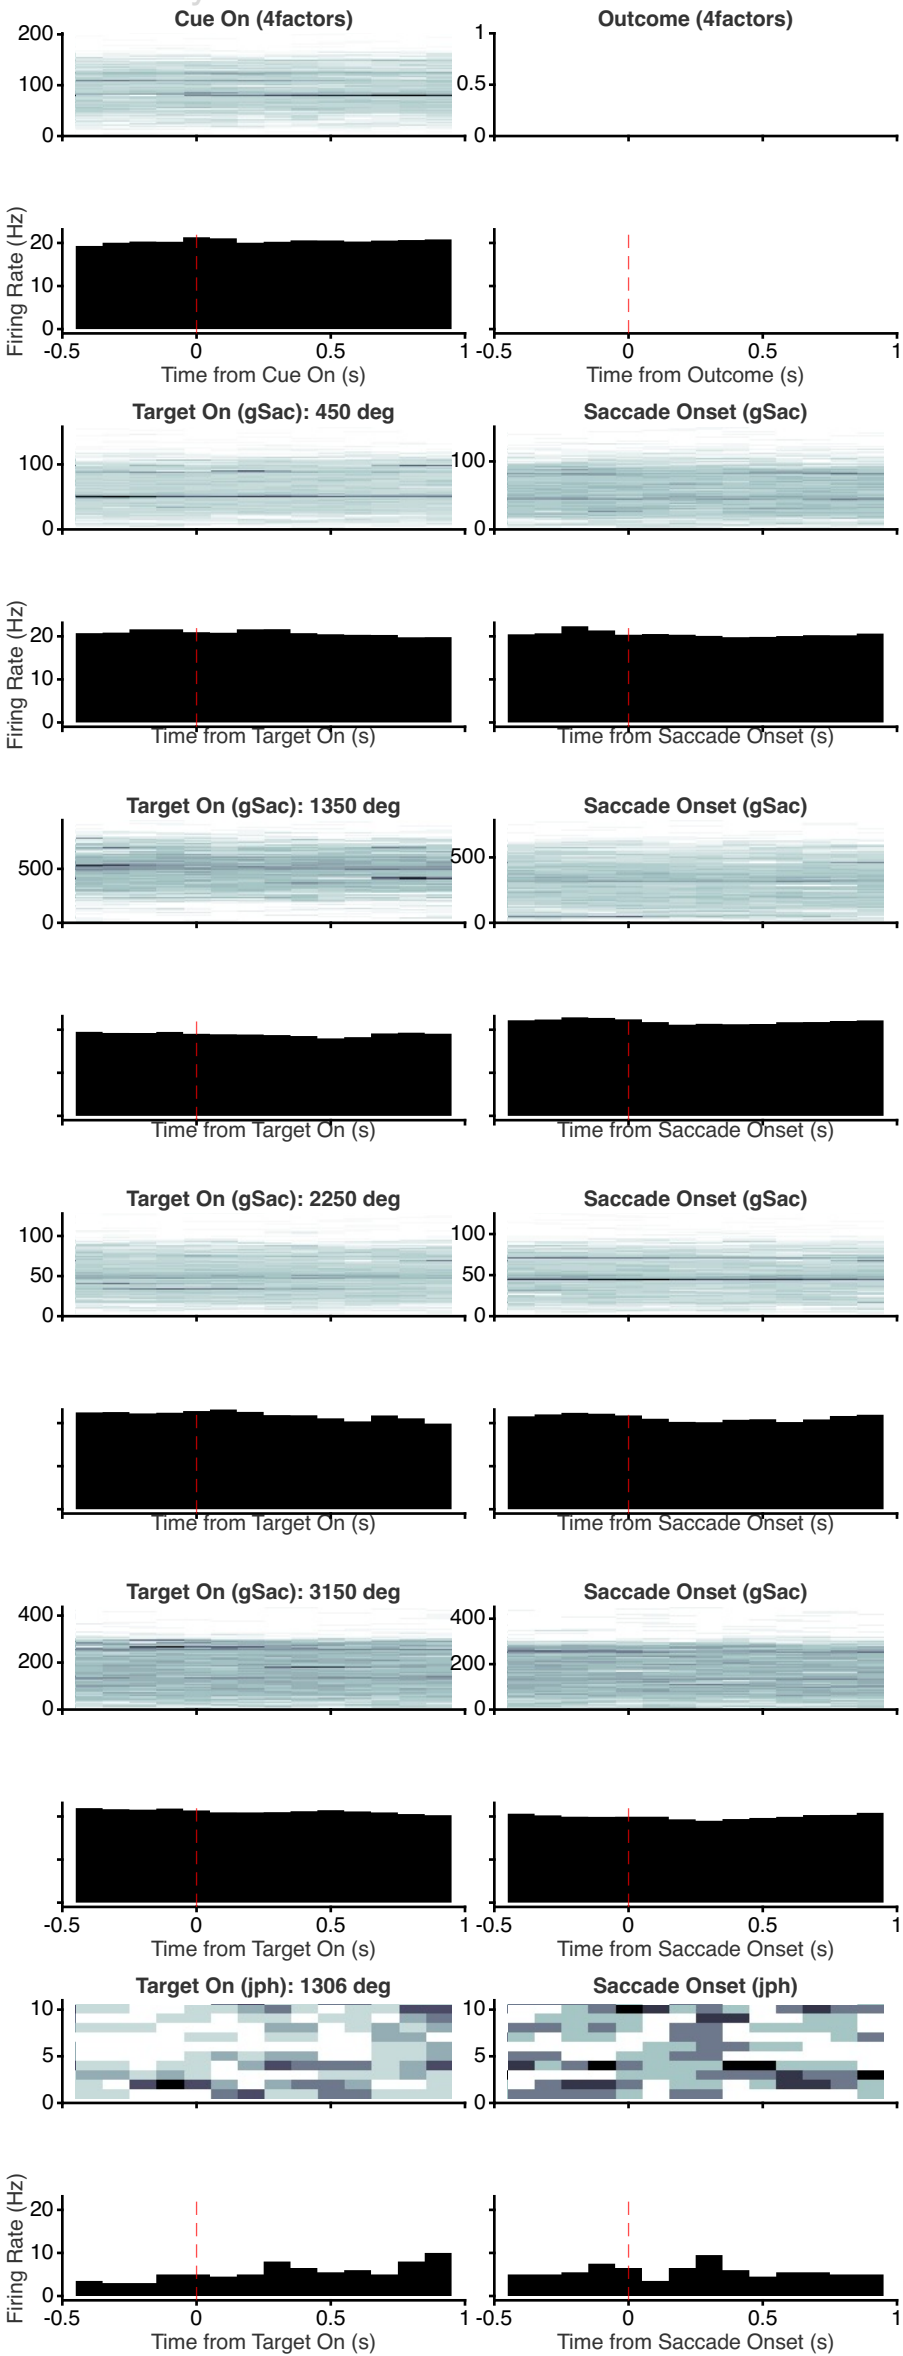 Cue On (4factors) Outcome (4factors)
200 1
100 0.5
0 0
Firing Rate (Hz)
20
10
0
-0.5 0 0.5 1 -0.5 0 0.5 1
Time from Cue On (s) Time from Outcome (s)
Target On (gSac): 450 deg Saccade Onset (gSac)
100 100
0 0
Firing Rate (Hz)
20
10
0
Time from Target On (s) Time from Saccade Onset (s)
Target On (gSac): 1350 deg Saccade Onset (gSac)
500 500
0 0
Time from Target On (s) Time from Saccade Onset (s)
Target On (gSac): 2250 deg Saccade Onset (gSac)
100 100
50 50
0 0
Time from Target On (s) Time from Saccade Onset (s)
Target On (gSac): 3150 deg Saccade Onset (gSac)
400 400
200 200
0 0
-0.5 0 0.5 1 -0.5 0 0.5 1
Time from Target On (s) Time from Saccade Onset (s)
Target On (jph): 1306 deg Saccade Onset (jph)
10 10
5 5
0 0
Firing Rate (Hz)
20
10
0
-0.5 0 0.5 1 -0.5 0 0.5 1
Time from Target On (s) Time from Saccade Onset (s)